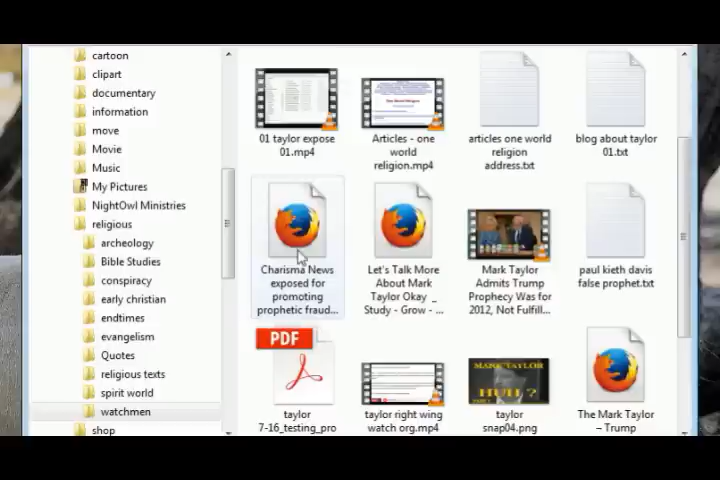 cartoon
clipart
documentary
information
move
Movie
Music
My Pictures
NightOwl Ministries
religious
archeology
Bible Studies
conspiracy
early christian
endtimes
evangelism
Quotes
religious texts
spirit world
watchmen
shop
01 taylor expose
01.mp4
Articles - one
world
religion.mp4
articles one world
religion
address.txt
blog about taylor
01.txt
Charisma News
exposed for
promoting
prophetic fraud...
Let's Talk More
About Mark
Taylor Okay _
Study - Grow - ...
Mark Taylor
Admits Trump
Prophecy Was for
2012, Not Fulfill...
paul kieth davis
false prophet.txt
PDF
taylor
7-16_testing_pro
taylor right wing
watch org.mp4
MARK TAYLOR
HUH ?
taylor
snap04.png
The Mark Taylor
– Trump